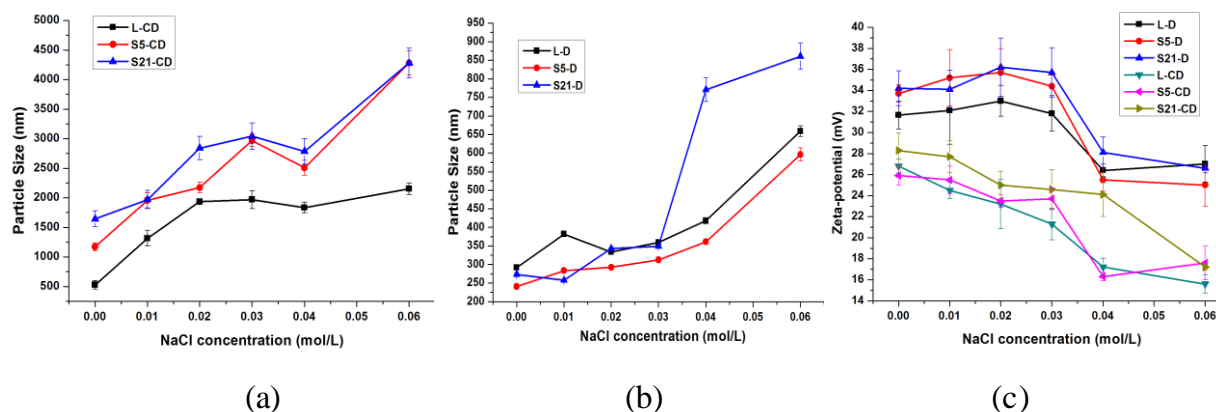 5000
4500
4000
3500
3000
2500
2000
1500
1000
500
Particle Size (nm)
L-CD
S5-CD
S21-CD
0.00 0.01 0.02 0.03 0.04 0.05 0.06
NaCl concentration (mol/L)
(a)
950
900
850
800
750
700
650
600
550
500
450
400
350
300
250
200
Particle Size (nm)
L-D
S5-D
S21-D
0.00 0.01 0.02 0.03 0.04 0.05 0.06
NaCl concentration (mol/L)
(b)
42
40
38
36
34
32
30
28
26
24
22
20
18
16
14
Zeta-potential (mV)
L-D
S5-D
S21-D
L-CD
S5-CD
S21-CD
0.00 0.01 0.02 0.03 0.04 0.05 0.06
NaCl concentration (mol/L)
(c)